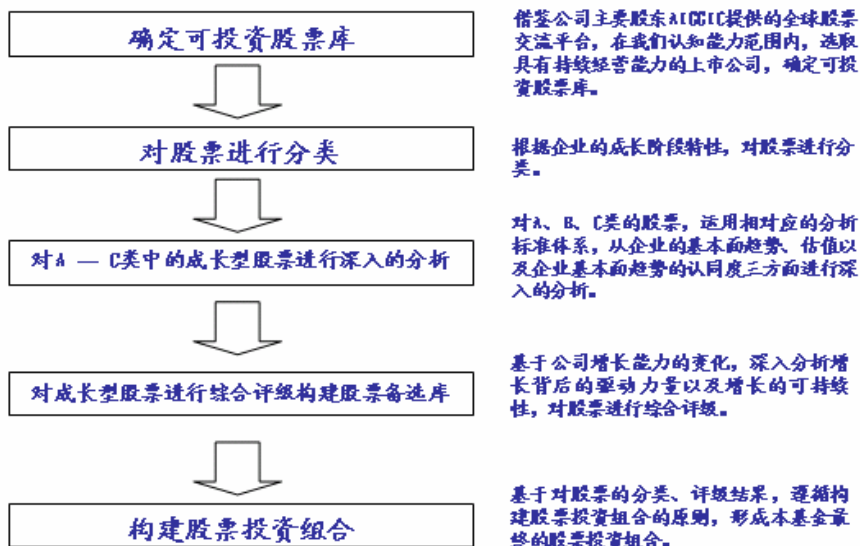 确定可投资股票库
借鉴公司主要股东AIGGIC提供的全球股票
交流平台，在我们认知能力范围内，选取
具有持续经营能力的上市公司，确定可投
资股票库。
对股票进行分类
根据企业的成长阶段特性，对股票进行分
类。
对A — C类中的成长型股票进行深入的分析
对A、B、C类的股票，运用相对应的分析
标准体系，从企业的基本面趋势、估值以
及企业基本面趋势的认同度三方面进行深
入的分析。
对成长型股票进行综合评级构建股票备选库
基于公司增长能力的变化，深入分析增
长背后的驱动力量以及增长的可持续
性，对股票进行综合评级。
构建股票投资组合
基于对股票的分类、评级结果，遵循构
建股票投资组合的原则，形成本基金最
终的股票投资组合。